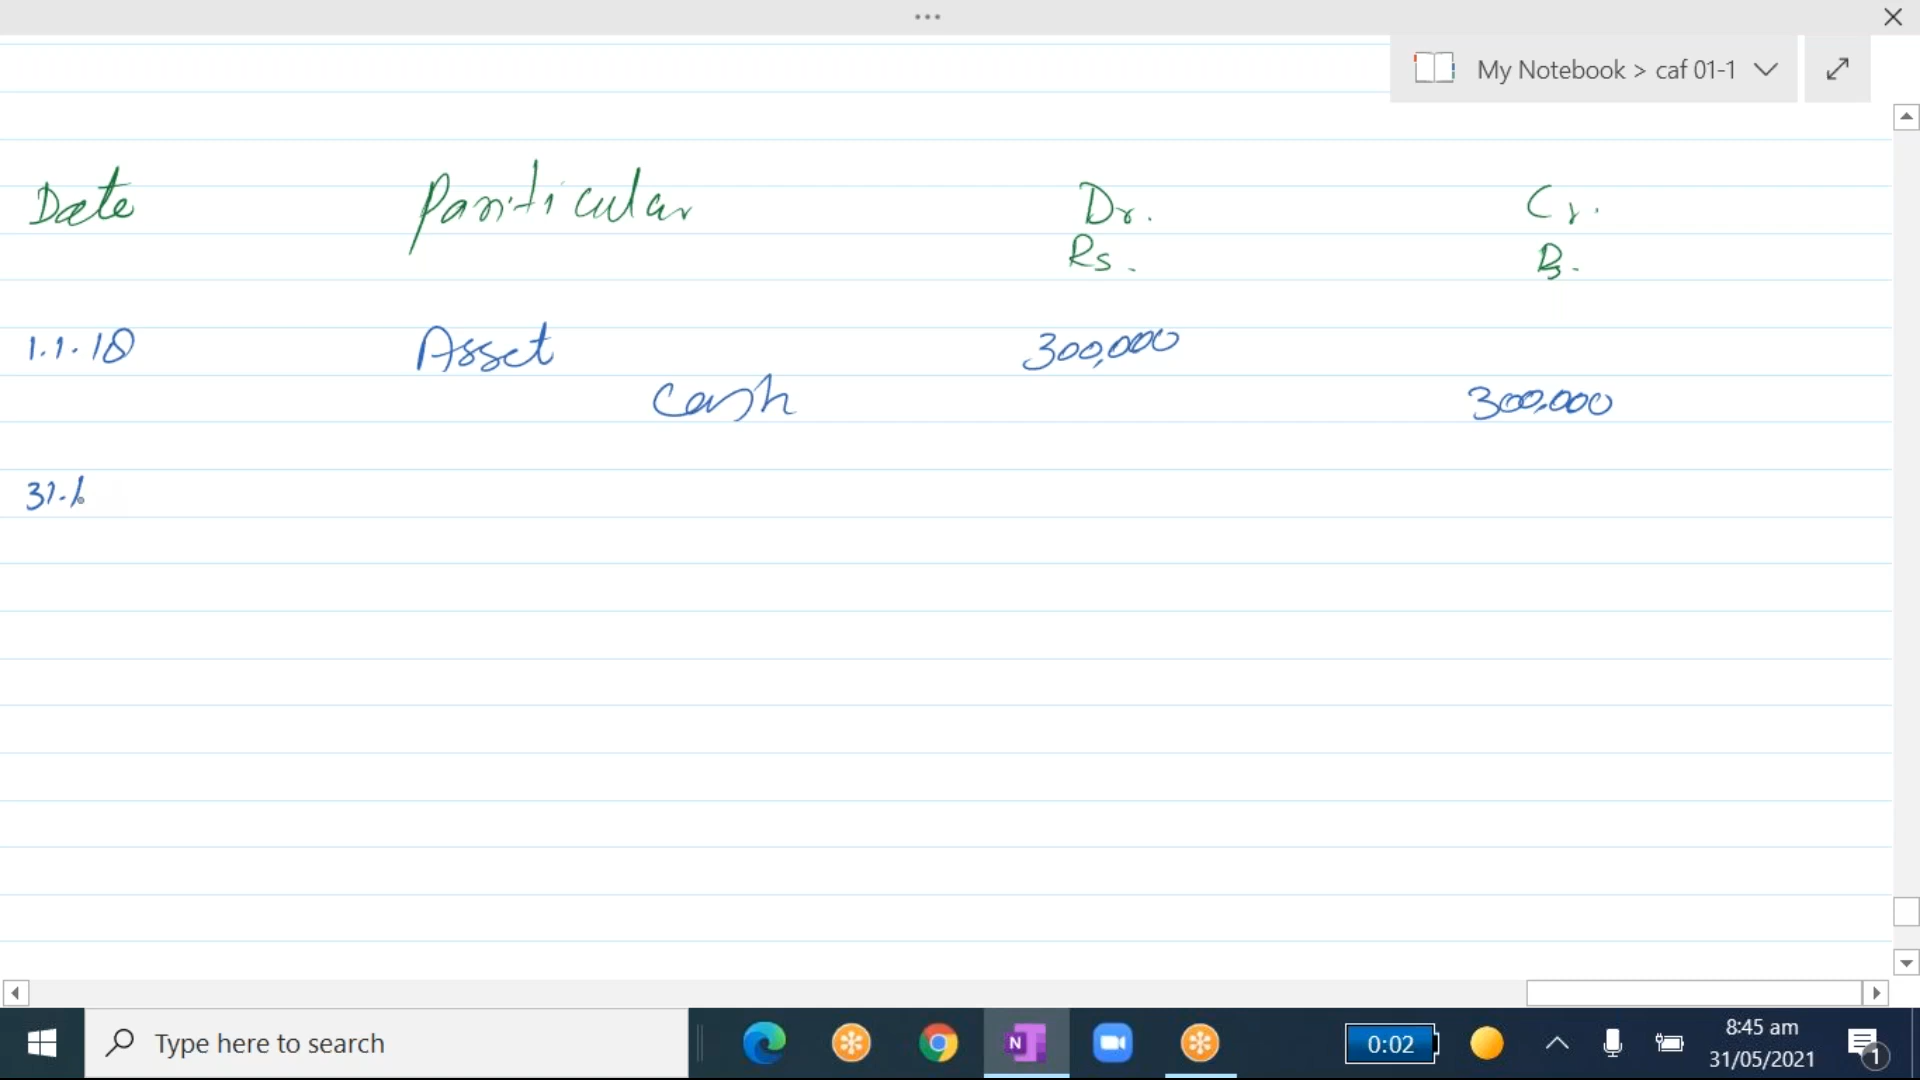 My Notebook > caf 01-1
Date Particular Dr. Cr.
Rs. Rs.
1.1.18 Asset 300,000
Cash 300,000
31.1
Type here to search
0:02
8:45 am
31/05/2021
1